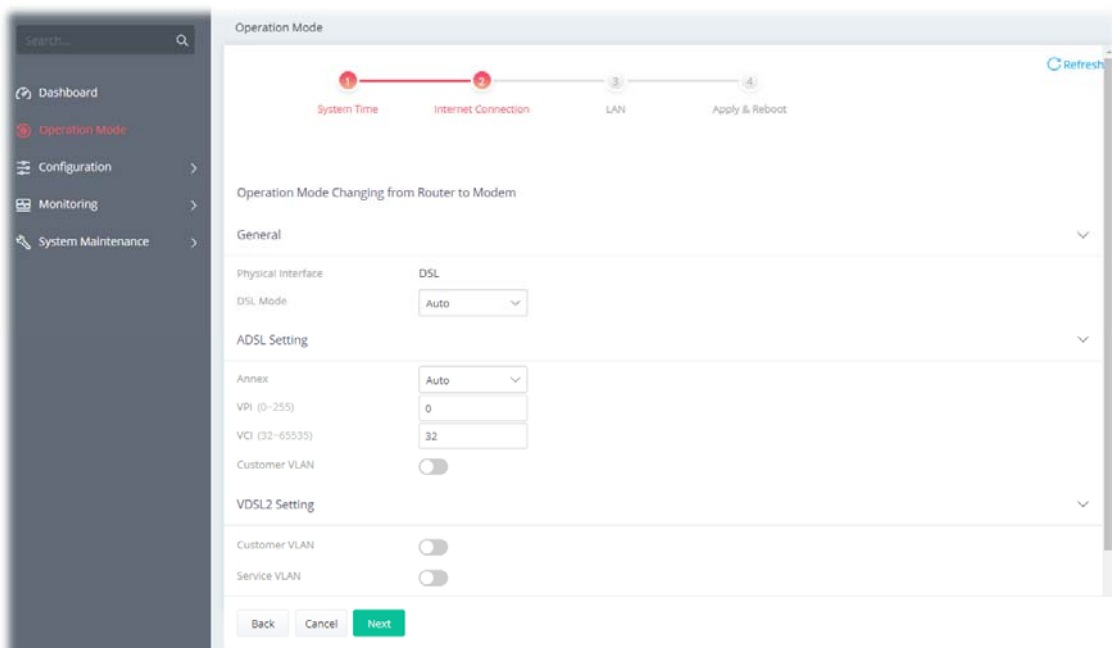 Search...
Dashboard
Operation Mode
Configuration
Monitoring
System Maintenance
Operation Mode
Refresh
1
2
3
4
System Time
Internet Connection
LAN
Apply & Reboot
Operation Mode Changing from Router to Modem
General
Physical Interface DSL
DSL Mode Auto
ADSL Setting
Annex Auto
VPI (0~255) 0
VCI (32~65535) 32
Customer VLAN
VDSL2 Setting
Customer VLAN
Service VLAN
Back Cancel Next